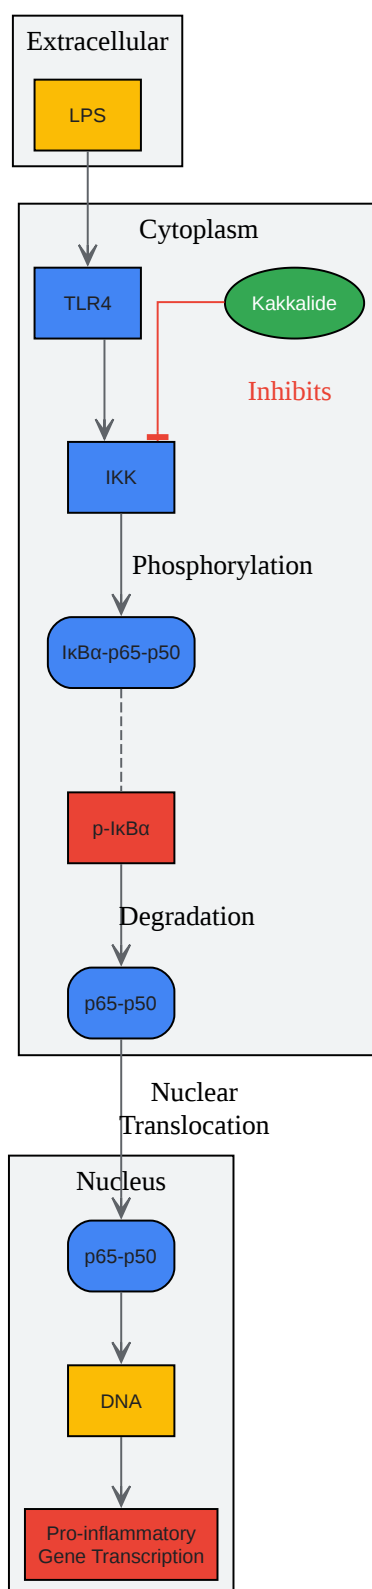 Extracellular
LPS
Cytoplasm
TLR4
Kakkalide
Inhibits
IKK
Phosphorylation
IκBα-p65-p50
p-IκBα
Degradation
p65-p50
Nuclear
Translocation
Nucleus
p65-p50
DNA
Pro-inflammatory
Gene Transcription